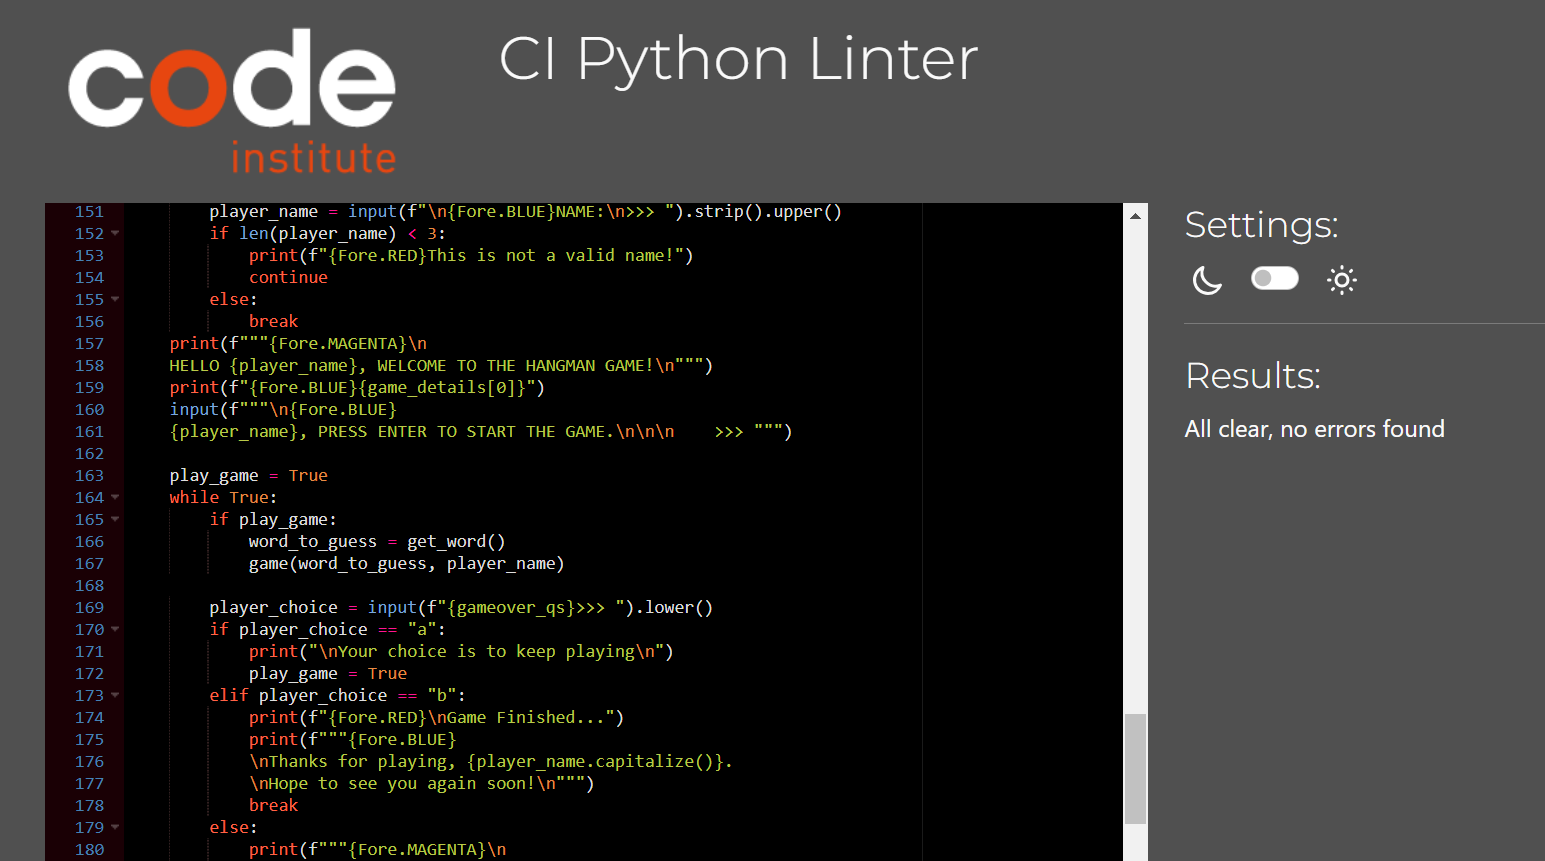 code
institute
CI Python Linter
151 player_name = input(f"\n{Fore.BLUE}NAME:\n>>> ").strip().upper()
152 if len(player_name) < 3:
153 print(f"{Fore.RED}This is not a valid name!")
154 continue
155 else:
156 break
157 print(f"""{Fore.MAGENTA}\n
158 HELLO {player_name}, WELCOME TO THE HANGMAN GAME!\n""")
159 print(f"{Fore.BLUE}{game_details[0]}")
160 input(f"""\n{Fore.BLUE}
161 {player_name}, PRESS ENTER TO START THE GAME.\n\n\n    >>> """)
162
163 play_game = True
164 while True:
165 if play_game:
166 word_to_guess = get_word()
167 game(word_to_guess, player_name)
168
169 player_choice = input(f"{gameover_qs}>>> ").lower()
170 if player_choice == "a":
171 print("\nYour choice is to keep playing\n")
172 play_game = True
173 elif player_choice == "b":
174 print(f"{Fore.RED}\nGame Finished...")
175 print(f"""{Fore.BLUE}
176 \nThanks for playing, {player_name.capitalize()}.
177 \nHope to see you again soon!\n""")
178 break
179 else:
180 print(f"""{Fore.MAGENTA}\n
Settings:
Results:
All clear, no errors found